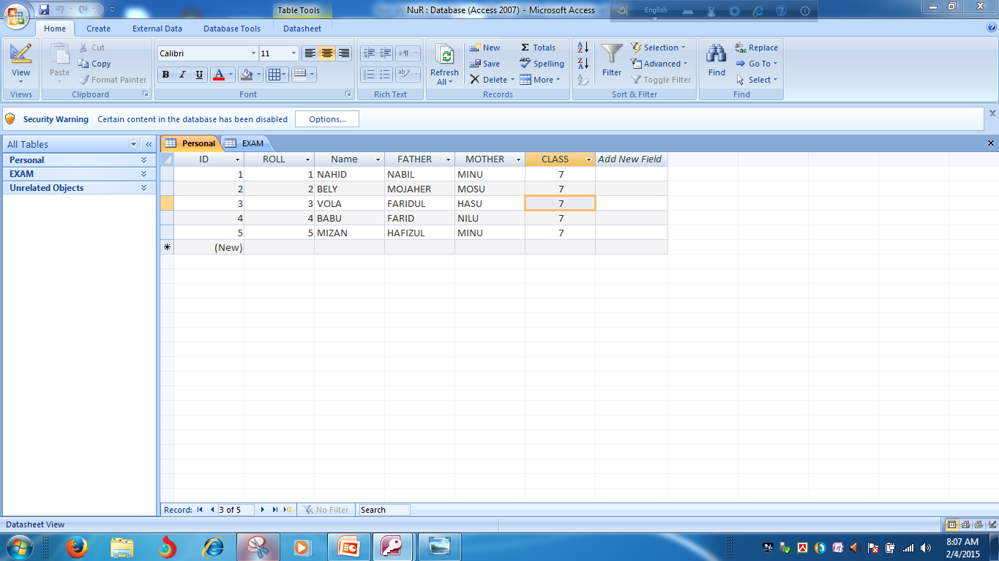 Table Tools NuR : Database (Access 2007) - Microsoft Access English
Home Create External Data Database Tools Datasheet
View Paste Cut Copy Format Painter
Calibri 11
B I U A
Refresh All New Save Delete Totals Spelling More
Filter Selection Advanced Toggle Filter
Find Replace Go To Select
Views Clipboard Font Rich Text Records Sort & Filter Find
Security Warning Certain content in the database has been disabled Options...
All Tables
Personal
EXAM
Unrelated Objects
Personal EXAM
ID ROLL Name FATHER MOTHER CLASS Add New Field
1 1 NAHID NABIL MINU 7
2 2 BELY MOJAHER MOSU 7
3 3 VOLA FARIDUL HASU 7
4 4 BABU FARID NILU 7
5 5 MIZAN HAFIZUL MINU 7
* (New)
Record: 3 of 5 No Filter Search
Datasheet View
8:07 AM
2/4/2015